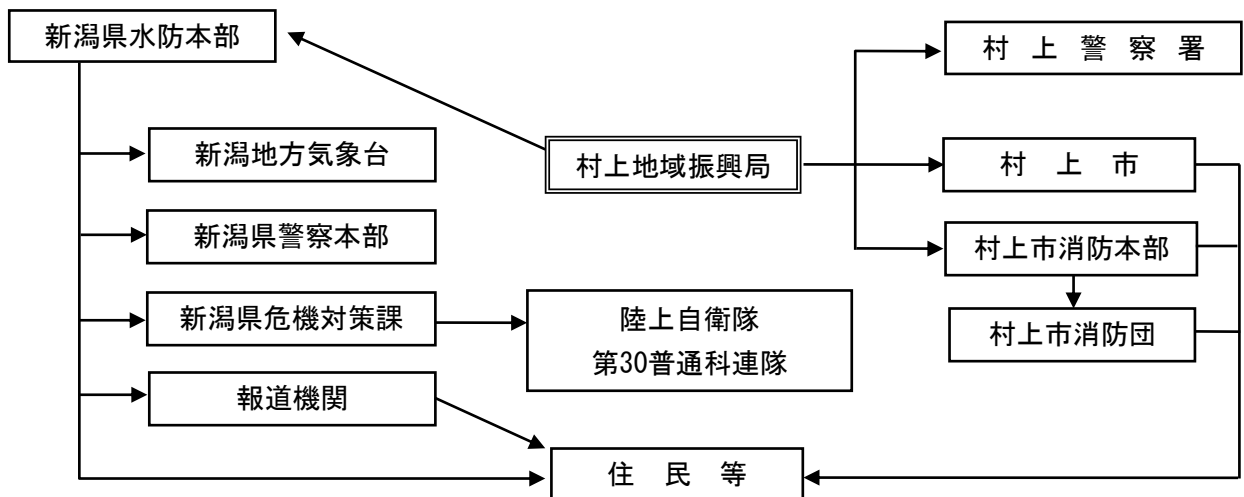 新潟県水防本部
村上警察署
新潟地方気象台
村上地域振興局
村上市
新潟県警察本部
村上市消防本部
新潟県危機対策課
陸上自衛隊
第30普通科連隊
村上市消防団
報道機関
住民等